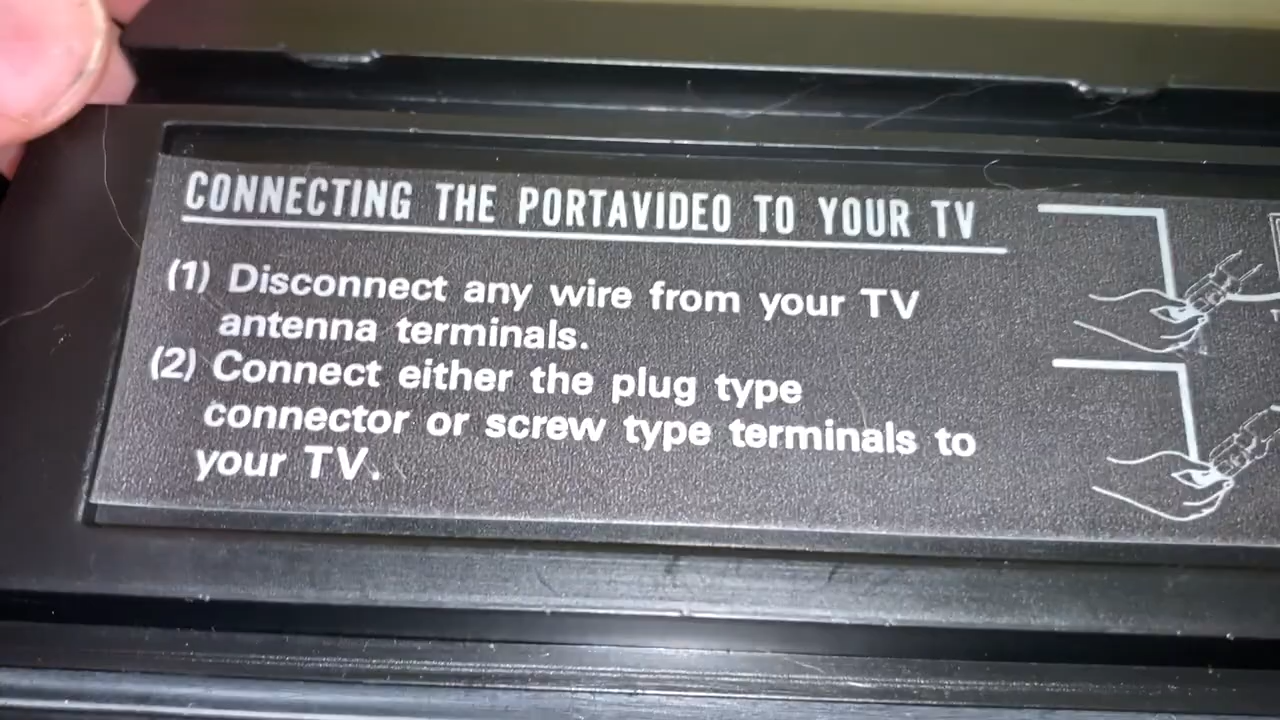 CONNECTING THE PORTAVIDEO TO YOUR TV
(1) Disconnect any wire from your TV
antenna terminals.
(2) Connect either the plug type
connector or screw type terminals to
your TV.